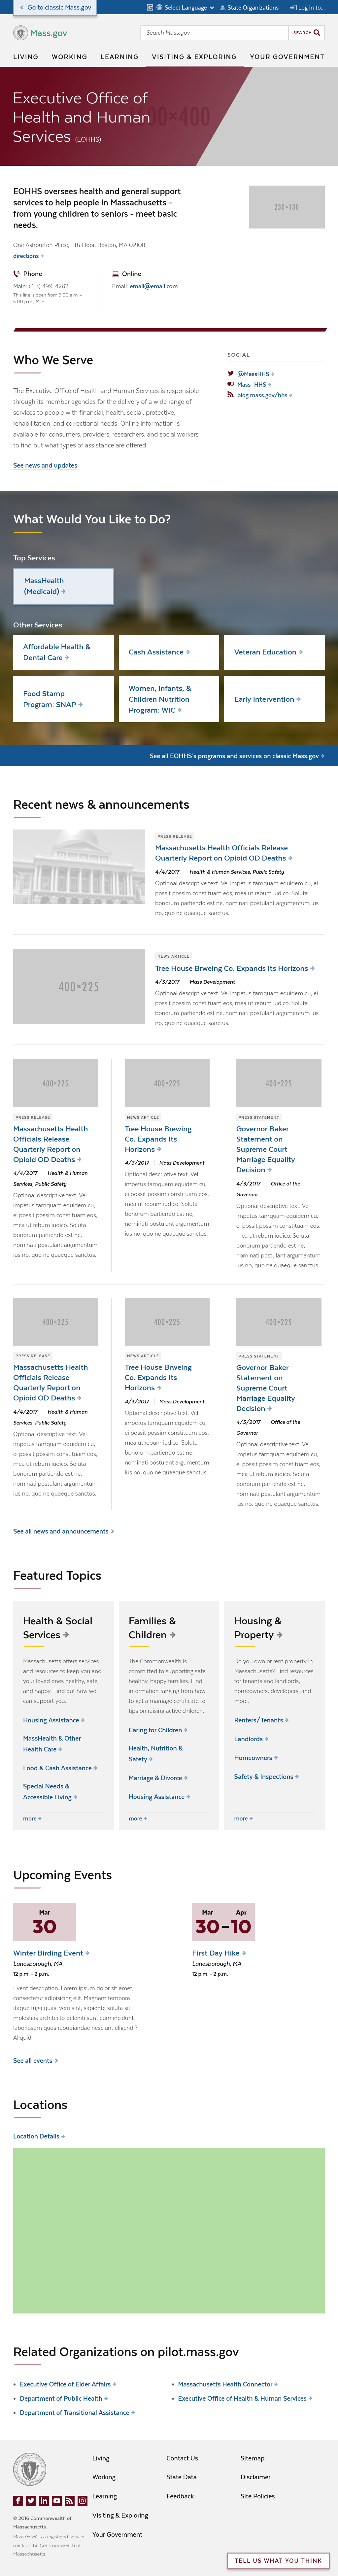 Go to classic Mass.gov
Select Language
State Organizations
Log in to...
Mass.gov
Search Mass.gov
SEARCH
LIVING
WORKING
LEARNING
VISITING & EXPLORING
YOUR GOVERNMENT
Executive Office of
Health and Human
Services (EOHHS)
EOHHS oversees health and general support
services to help people in Massachusetts -
from young children to seniors - meet basic
needs.
230×130
One Ashburton Place, 11th Floor, Boston, MA 02108
directions
Phone
Main: (413) 499-4262
This line is open from 9:00 a.m. –
5:00 p.m., M-F
Online
Email: email@email.com
Who We Serve
The Executive Office of Health and Human Services is responsible
through its member agencies for the delivery of a wide range of
services to people with financial, health, social, protective,
rehabilitation, and correctional needs. Online information is
available for consumers, providers, researchers, and social workers
to find out what types of assistance are offered.
See news and updates
SOCIAL
@MassHHS
Mass_HHS
blog.mass.gov/hhs
What Would You Like to Do?
Top Services:
MassHealth
(Medicaid)
Other Services:
Affordable Health &
Dental Care
Cash Assistance
Veteran Education
Food Stamp
Program: SNAP
Women, Infants, &
Children Nutrition
Program: WIC
Early Intervention
See all EOHHS's programs and services on classic Mass.gov
Recent news & announcements
PRESS RELEASE
Massachusetts Health Officials Release
Quarterly Report on Opioid OD Deaths
4/4/2017 Health & Human Services, Public Safety
Optional descriptive text. Vel impetus tamquam equidem cu, ei
possit possim constituam eos, mea ut rebum iudico. Soluta
bonorum partiendo est ne, nominati postulant argumentum ius
no, quo ne quaeque sanctus.
400×225
NEWS ARTICLE
Tree House Brweing Co. Expands Its Horizons
4/3/2017 Mass Development
Optional descriptive text. Vel impetus tamquam equidem cu, ei
possit possim constituam eos, mea ut rebum iudico. Soluta
bonorum partiendo est ne, nominati postulant argumentum ius
no, quo ne quaeque sanctus.
400×225
PRESS RELEASE
Massachusetts Health
Officials Release
Quarterly Report on
Opioid OD Deaths
4/4/2017 Health & Human
Services, Public Safety
Optional descriptive text. Vel
impetus tamquam equidem cu,
ei possit possim constituam eos,
mea ut rebum iudico. Soluta
bonorum partiendo est ne,
nominati postulant argumentum
ius no, quo ne quaeque sanctus.
400×225
NEWS ARTICLE
Tree House Brewing
Co. Expands Its
Horizons
4/3/2017 Mass Development
Optional descriptive text. Vel
impetus tamquam equidem cu,
ei possit possim constituam eos,
mea ut rebum iudico. Soluta
bonorum partiendo est ne,
nominati postulant argumentum
ius no, quo ne quaeque sanctus.
400×225
PRESS STATEMENT
Governor Baker
Statement on
Supreme Court
Marriage Equality
Decision
4/3/2017 Office of the
Governor
Optional descriptive text. Vel
impetus tamquam equidem cu,
ei possit possim constituam eos,
mea ut rebum iudico. Soluta
bonorum partiendo est ne,
nominati postulant argumentum
ius no, quo ne quaeque sanctus.
400×225
PRESS RELEASE
Massachusetts Health
Officials Release
Quarterly Report on
Opioid OD Deaths
4/4/2017 Health & Human
Services, Public Safety
Optional descriptive text. Vel
impetus tamquam equidem cu,
ei possit possim constituam eos,
mea ut rebum iudico. Soluta
bonorum partiendo est ne,
nominati postulant argumentum
ius no, quo ne quaeque sanctus.
400×225
NEWS ARTICLE
Tree House Brweing
Co. Expands Its
Horizons
4/3/2017 Mass Development
Optional descriptive text. Vel
impetus tamquam equidem cu,
ei possit possim constituam eos,
mea ut rebum iudico. Soluta
bonorum partiendo est ne,
nominati postulant argumentum
ius no, quo ne quaeque sanctus.
400×225
PRESS STATEMENT
Governor Baker
Statement on
Supreme Court
Marriage Equality
Decision
4/3/2017 Office of the
Governor
Optional descriptive text. Vel
impetus tamquam equidem cu,
ei possit possim constituam eos,
mea ut rebum iudico. Soluta
bonorum partiendo est ne,
nominati postulant argumentum
ius no, quo ne quaeque sanctus.
See all news and announcements
Featured Topics
Health & Social
Services
Massachusetts offers services
and resources to keep you and
your loved ones healthy, safe,
and happy. Find out how we
can support you.
Housing Assistance
MassHealth & Other
Health Care
Food & Cash Assistance
Special Needs &
Accessible Living
more
Families &
Children
The Commonwealth is
committed to supporting safe,
healthy, happy families. Find
information ranging from how
to get a marriage certificate to
tips on raising active children.
Caring for Children
Health, Nutrition &
Safety
Marriage & Divorce
Housing Assistance
more
Housing &
Property
Do you own or rent property in
Massachusetts? Find resources
for tenants and landlords,
homeowners, developers, and
more.
Renters/Tenants
Landlords
Homeowners
Safety & Inspections
more
Upcoming Events
Mar
30
Winter Birding Event
Lanesborough, MA
12 p.m. - 2 p.m.
Event description. Lorem ipsum dolor sit amet,
consectetur adipisicing elit. Magnam tempora
itaque fuga quasi vero sint, sapiente soluta sit
molestias architecto deleniti sunt eum incidunt
laboriosam quos repudiandae nesciunt eligendi?
Aliquid.
Mar Apr
30-10
First Day Hike
Lanesborough, MA
12 p.m. - 2 p.m.
See all events
Locations
Location Details
Related Organizations on pilot.mass.gov
Executive Office of Elder Affairs
Department of Public Health
Department of Transitional Assistance
Massachusetts Health Connector
Executive Office of Health & Human Services
© 2016 Commonwealth of
Massachusetts.
Mass.Gov® is a registered service
mark of the Commonwealth of
Massachusetts.
Living
Working
Learning
Visiting & Exploring
Your Government
Contact Us
State Data
Feedback
Sitemap
Disclaimer
Site Policies
TELL US WHAT YOU THINK